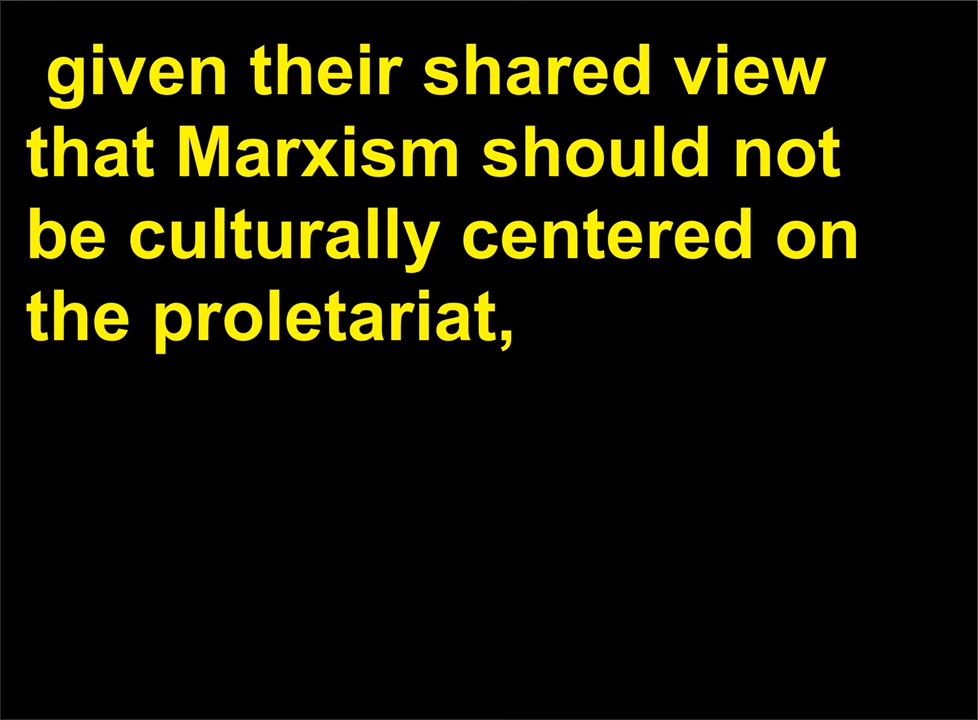 given their shared view
that Marxism should not
be culturally centered on
the proletariat,